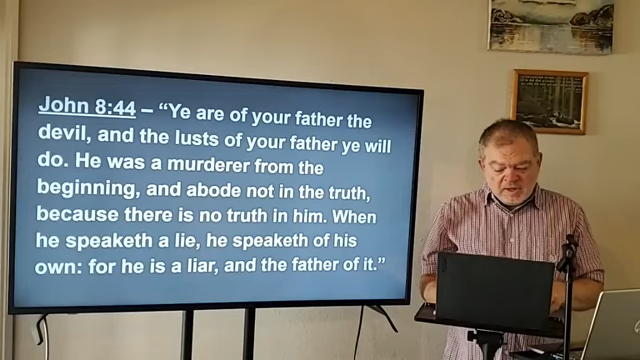 John 8:44 – “Ye are of your father the
devil, and the lusts of your father ye will
do. He was a murderer from the
beginning, and abode not in the truth,
because there is no truth in him. When
he speaketh a lie, he speaketh of his
own: for he is a liar, and the father of it.”